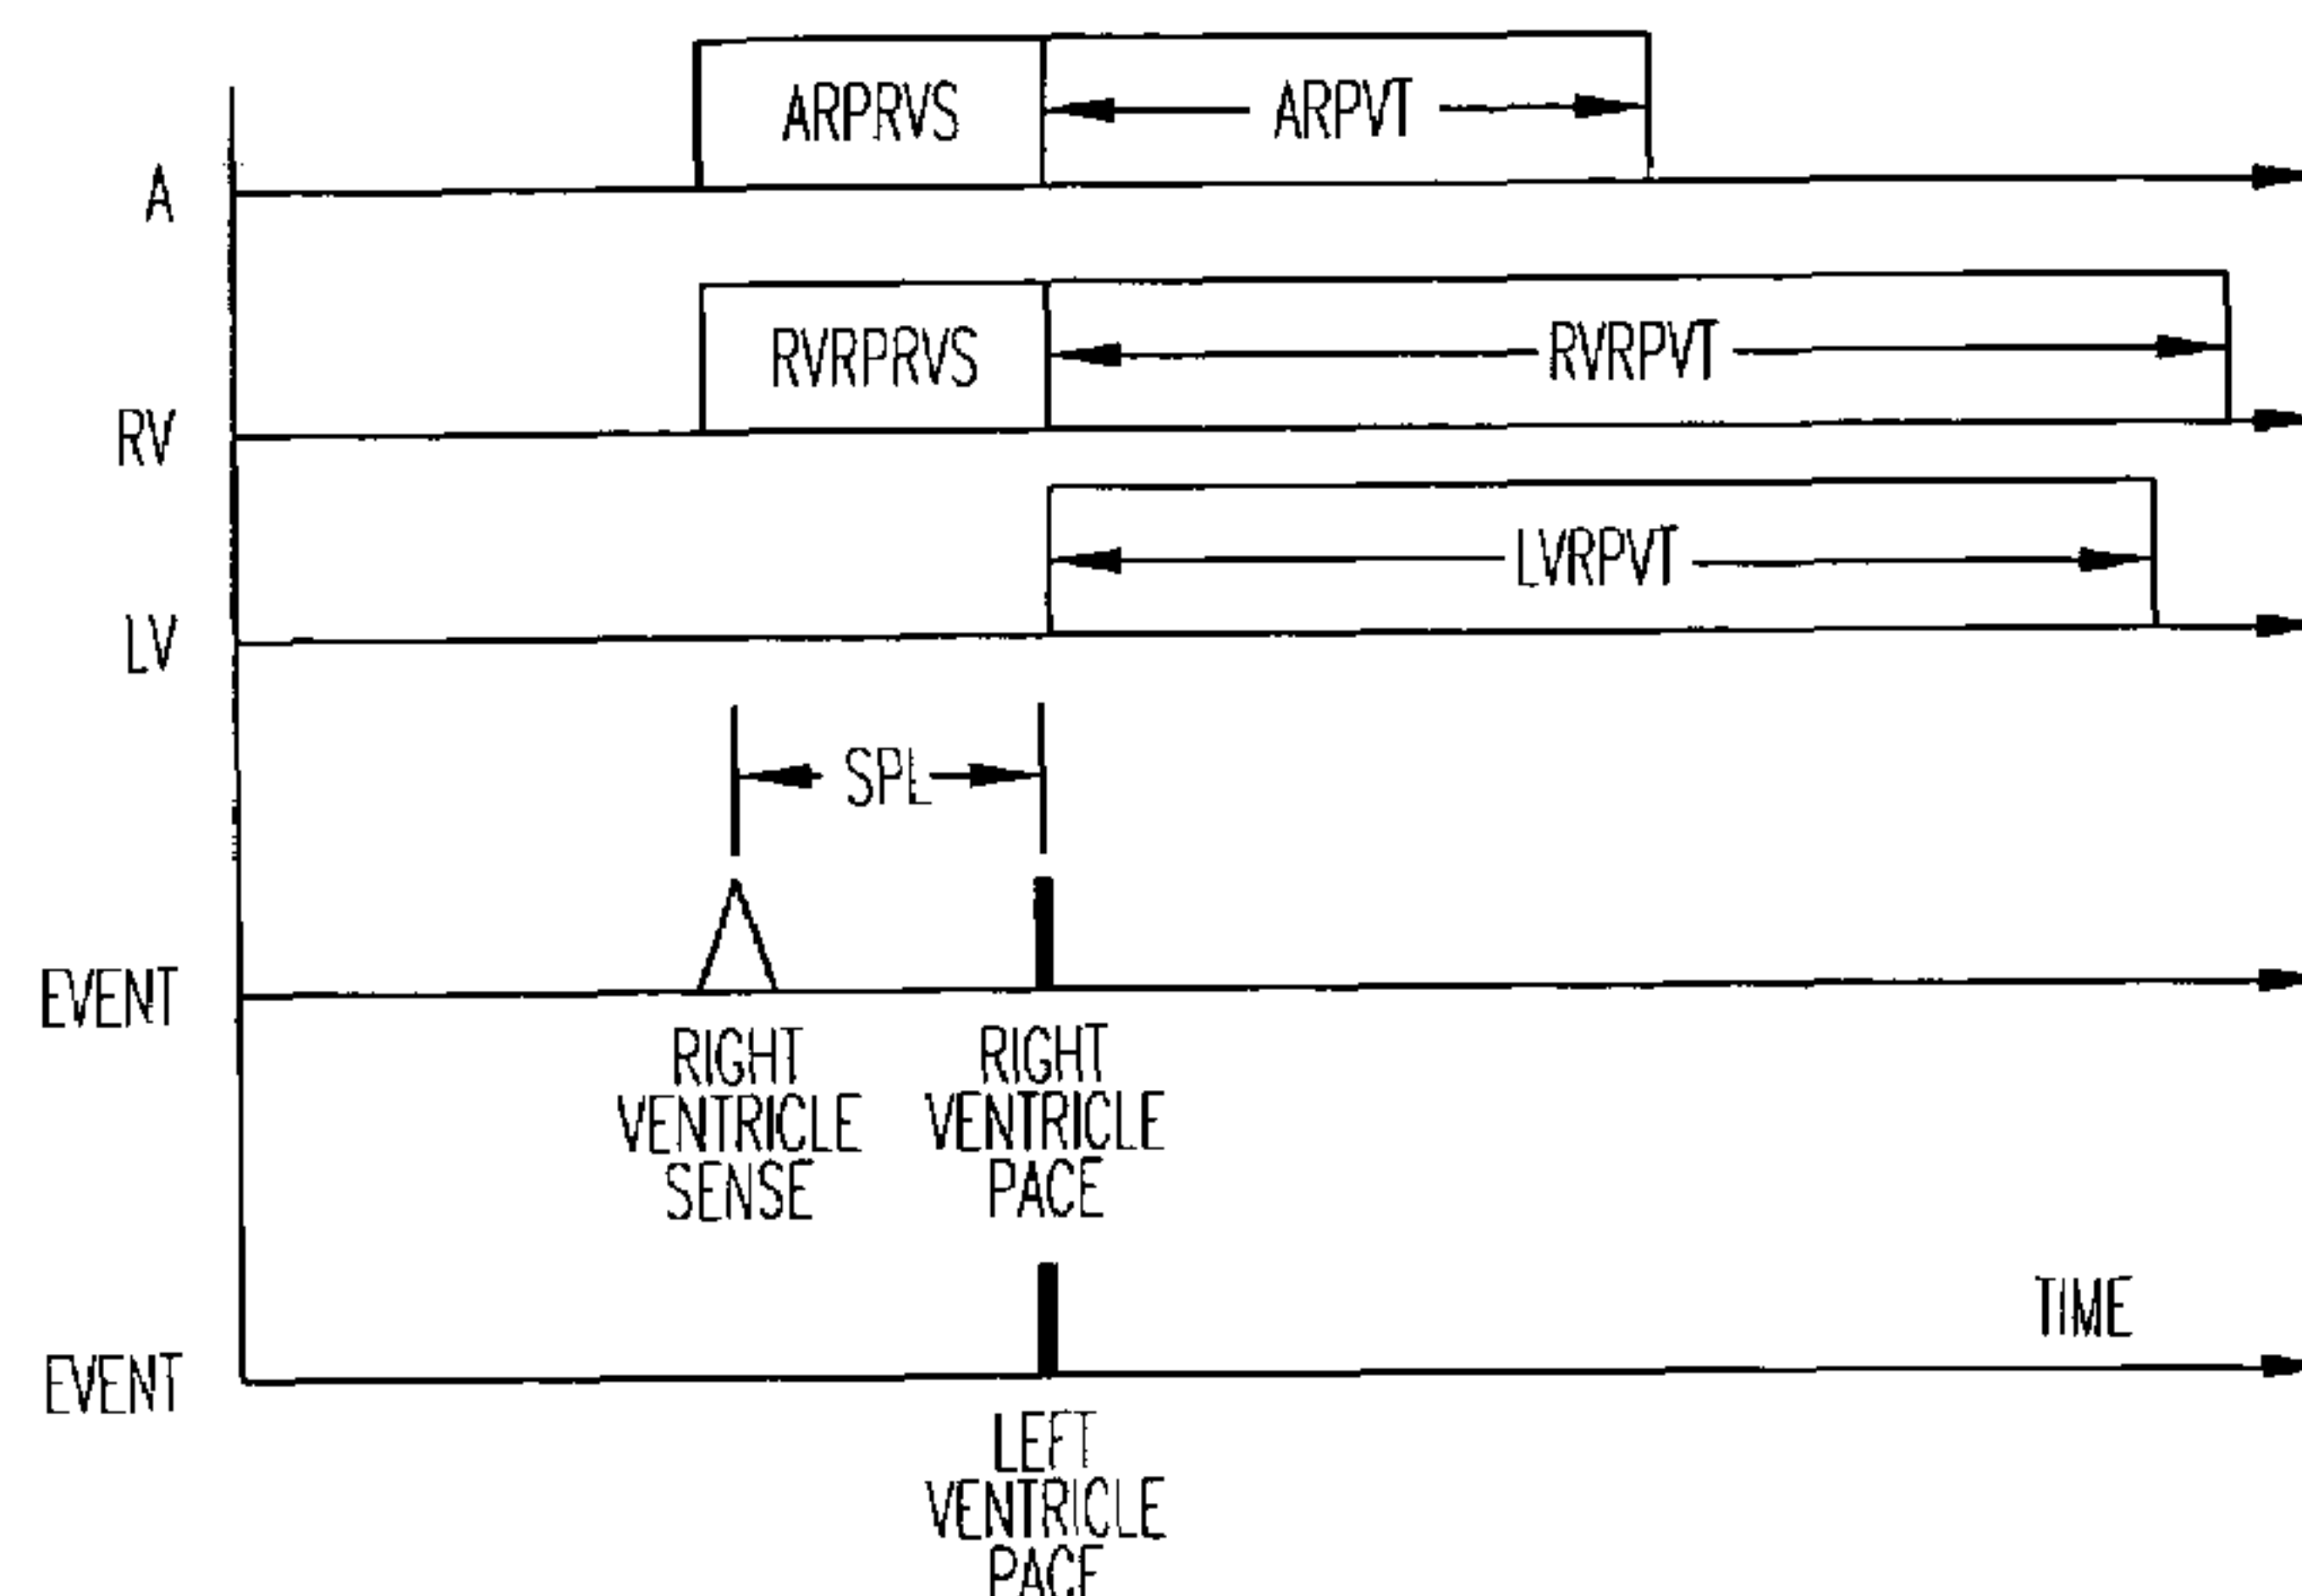 ARPRVS
ARPVT
A
RVRPRVS
RVRPVT
RV
LVRPVT
LV
SPL
EVENT
RIGHT
VENTRICLE
SENSE
RIGHT
VENTRICLE
PACE
TIME
EVENT
LEFT
VENTRICLE
PACE